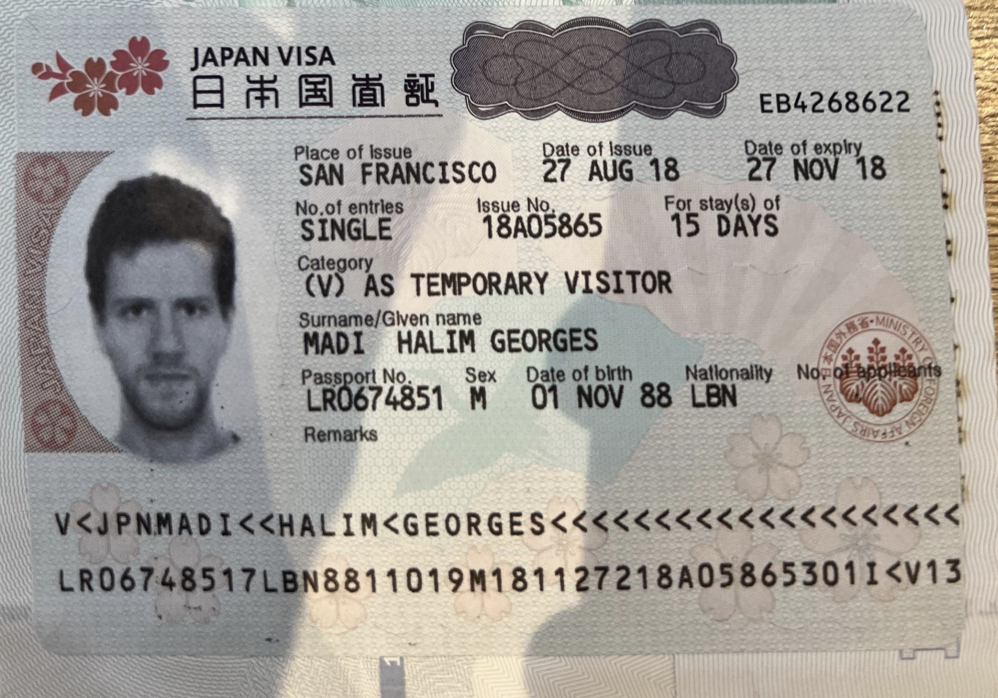 JAPAN VISA
日本国査証
EB4268622
Place of issue Date of issue Date of expiry
SAN FRANCISCO 27 AUG 18 27 NOV 18
No.of entries Issue No. For stay(s) of
SINGLE 18A05865 15 DAYS
Category
(V) AS TEMPORARY VISITOR
Surname/Given name
MADI HALIM GEORGES
Passport No. Sex Date of birth Nationality No. of applicants
LR0674851 M 01 NOV 88 LBN
Remarks
V<JPNMADI<<HALIM<GEORGES<<<<<<<<<<<<<<<<<<<<
LR06748517LBN8811019M181127218A05865301I<V13
JAPAN VISA